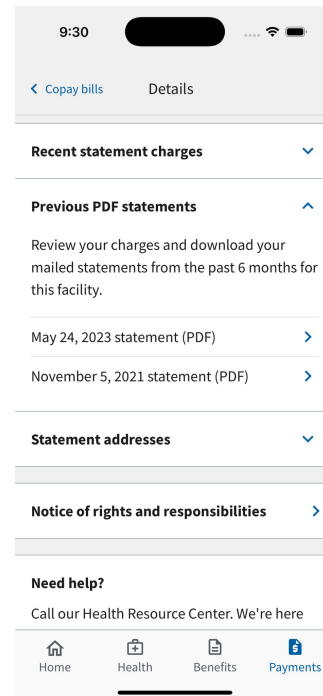 9:30
Copay bills
Details
Recent statement charges
Previous PDF statements
Review your charges and download your
mailed statements from the past 6 months for
this facility.
May 24, 2023 statement (PDF)
November 5, 2021 statement (PDF)
Statement addresses
Notice of rights and responsibilities
Need help?
Call our Health Resource Center. We're here
Home Health Benefits Payments